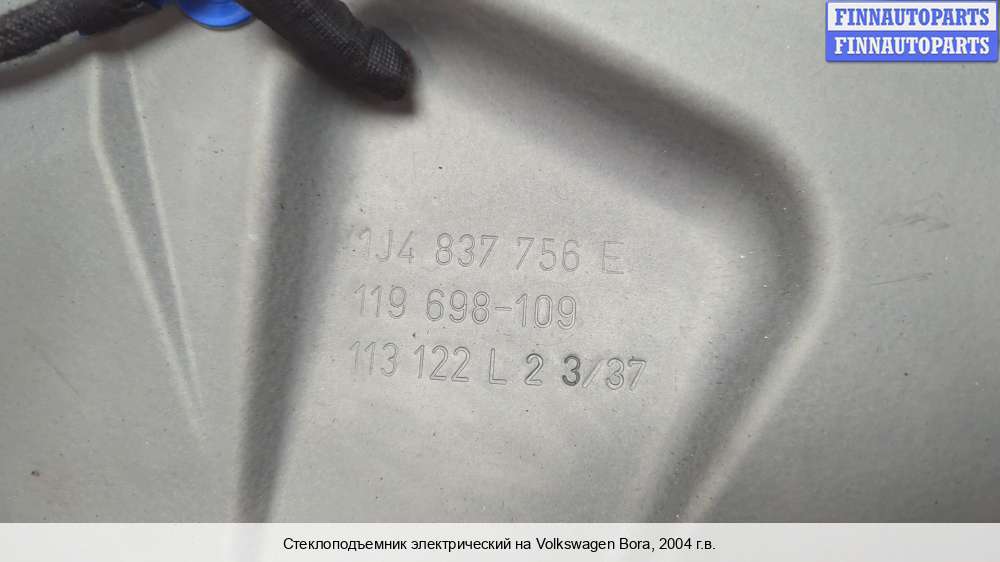 FINNAUTOPARTS
FINNAUTOPARTS
1J4 837 756 E
119 698-109
113 122 L 2 3/37
Стеклоподъемник электрический на Volkswagen Bora, 2004 г.в.